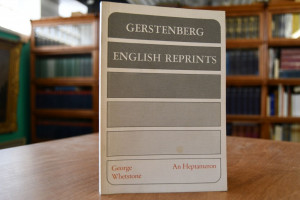 GERSTENBERG
ENGLISH REPRINTS
George
Whetstone
An Heptameron